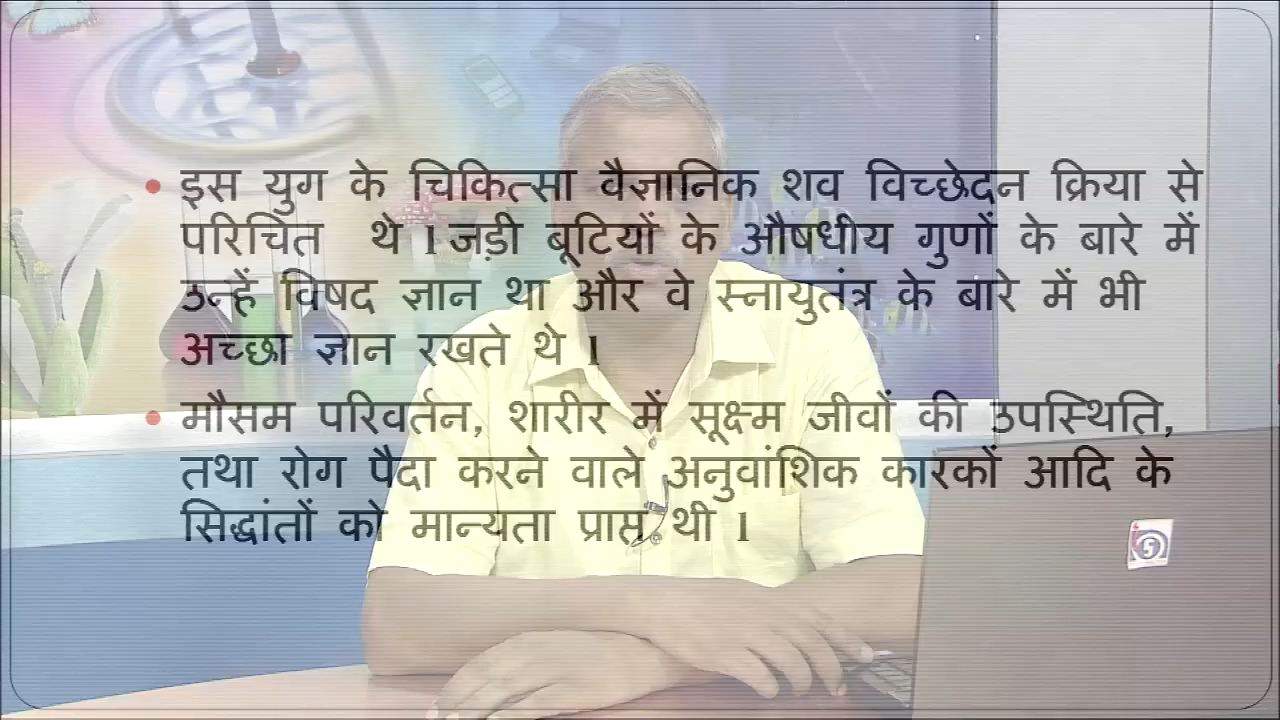 • इस युग के चिकित्सा वैज्ञानिक शव विच्छेदन क्रिया से
परिचित थे l जड़ी बूटियों के औषधीय गुणों के बारे में
उन्हें विषद ज्ञान था और वे स्नायुतंत्र के बारे में भी
अच्छा ज्ञान रखते थे l
• मौसम परिवर्तन, शारीर में सूक्ष्म जीवों की उपस्थिति,
तथा रोग पैदा करने वाले अनुवांशिक कारकों आदि के
सिद्धांतों को मान्यता प्राप्त थी l